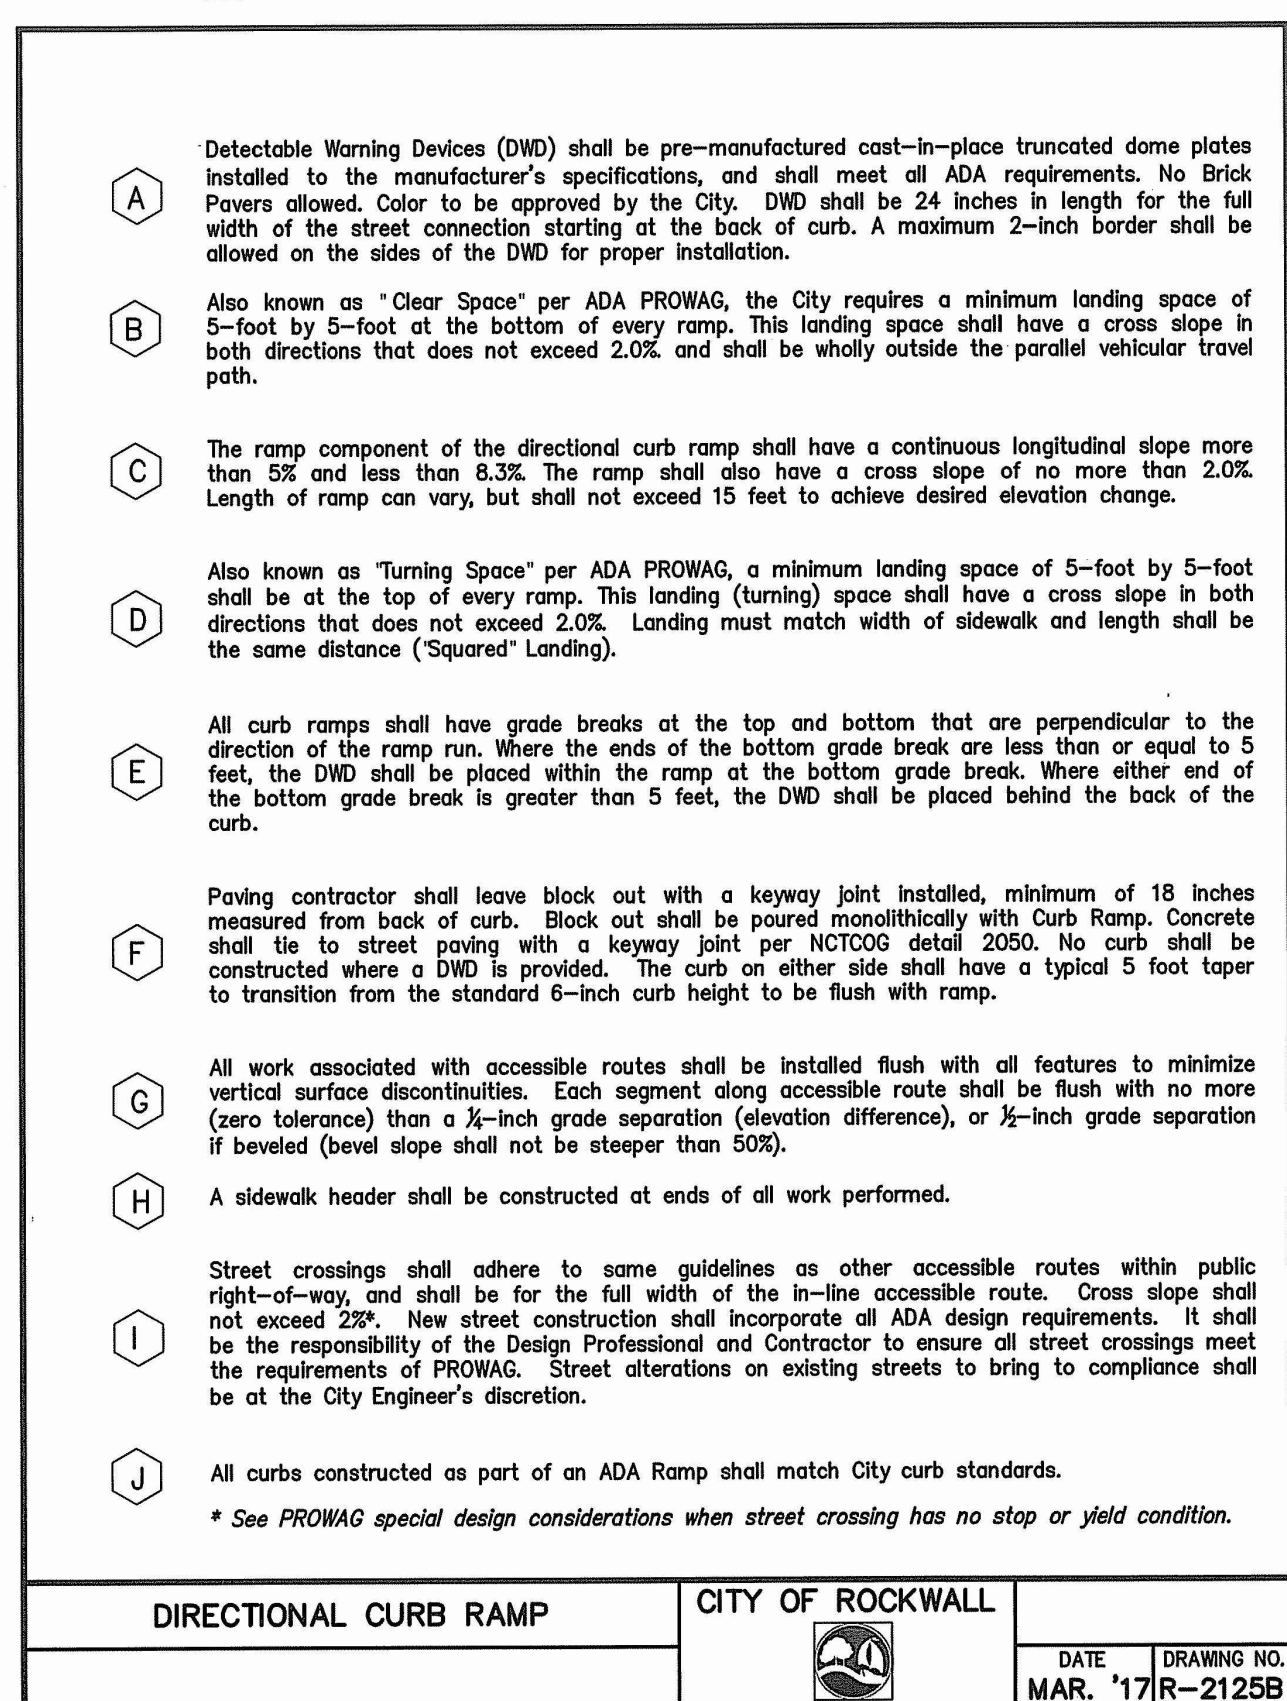 Detectable Warning Devices (DWD) shall be pre-manufactured cast-in-place truncated dome plates
installed to the manufacturer's specifications, and shall meet all ADA requirements. No Brick
A
Pavers allowed. Color to be approved by the City. DWD shall be 24 inches in length for the full
width of the street connection starting at the back of curb. A maximum 2-inch border shall be
allowed on the sides of the DWD for proper installation.
Also known as "Clear Space" per ADA PROWAG, the City requires a minimum landing space of
B
5-foot by 5-foot at the bottom of every ramp. This landing space shall have a cross slope in
both directions that does not exceed 2.0%. and shall be wholly outside the parallel vehicular travel
path.
The ramp component of the directional curb ramp shall have a continuous longitudinal slope more
C
than 5% and less than 8.3%. The ramp shall also have a cross slope of no more than 2.0%.
Length of ramp can vary, but shall not exceed 15 feet to achieve desired elevation change.
Also known as "Turning Space" per ADA PROWAG, a minimum landing space of 5-foot by 5-foot
shall be at the top of every ramp. This landing (turning) space shall have a cross slope in both
D
directions that does not exceed 2.0%. Landing must match width of sidewalk and length shall be
the same distance ("Squared" Landing).
All curb ramps shall have grade breaks at the top and bottom that are perpendicular to the
direction of the ramp run. Where the ends of the bottom grade break are less than or equal to 5
E
feet, the DWD shall be placed within the ramp at the bottom grade break. Where either end of
the bottom grade break is greater than 5 feet, the DWD shall be placed behind the back of the
curb.
Paving contractor shall leave block out with a keyway joint installed, minimum of 18 inches
measured from back of curb. Block out shall be poured monolithically with Curb Ramp. Concrete
F
shall tie to street paving with a keyway joint per NCTCOG detail 2050. No curb shall be
constructed where a DWD is provided. The curb on either side shall have a typical 5 foot taper
to transition from the standard 6-inch curb height to be flush with ramp.
All work associated with accessible routes shall be installed flush with all features to minimize
vertical surface discontinuities. Each segment along accessible route shall be flush with no more
G
(zero tolerance) than a ¼-inch grade separation (elevation difference), or ½-inch grade separation
if beveled (bevel slope shall not be steeper than 50%).
H
A sidewalk header shall be constructed at ends of all work performed.
Street crossings shall adhere to same guidelines as other accessible routes within public
right-of-way, and shall be for the full width of the in-line accessible route. Cross slope shall
not exceed 2%*. New street construction shall incorporate all ADA design requirements. It shall
I
be the responsibility of the Design Professional and Contractor to ensure all street crossings meet
the requirements of PROWAG. Street alterations on existing streets to bring to compliance shall
be at the City Engineer's discretion.
J
All curbs constructed as part of an ADA Ramp shall match City curb standards.
* See PROWAG special design considerations when street crossing has no stop or yield condition.
DIRECTIONAL CURB RAMP
CITY OF ROCKWALL
DATE
MAR. '17
DRAWING NO.
R-2125B